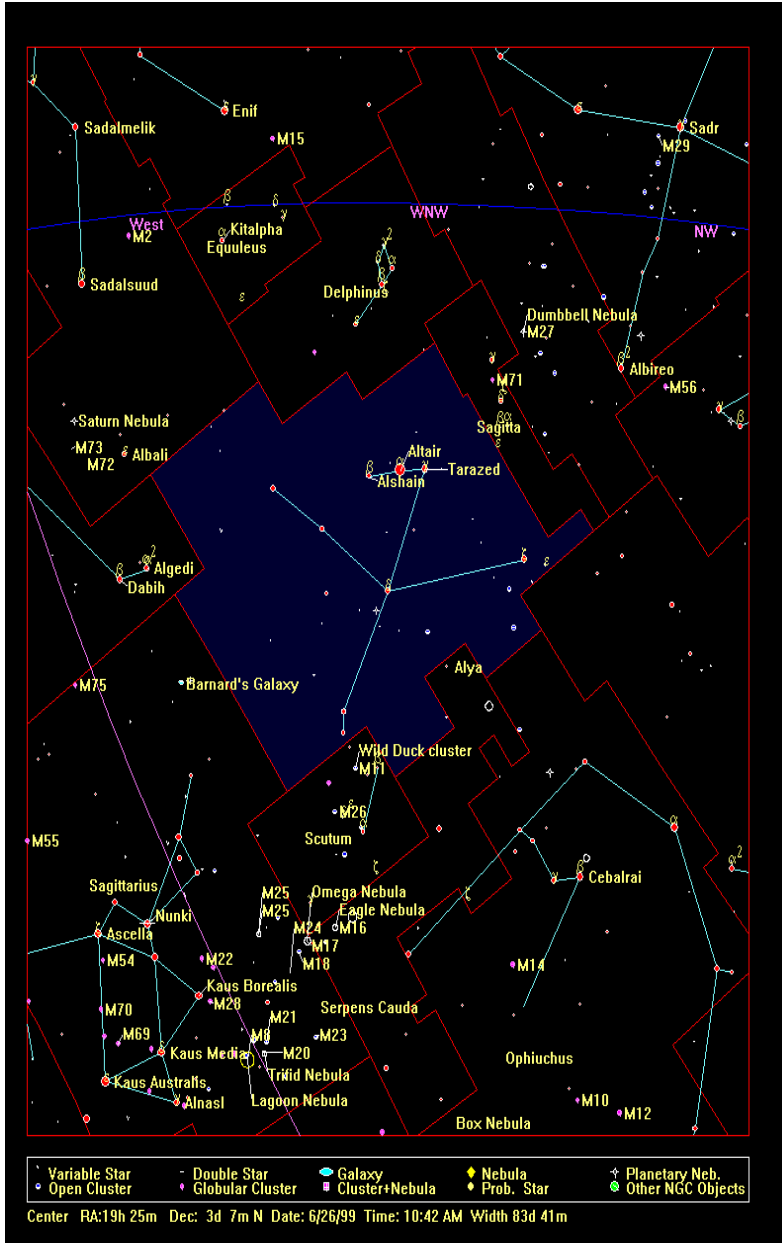 γ
Enif
Sadalmelik
Sadr
M15
M29
β
δ
γ
West
WNW
NW
M2
α
Kitalpha
Equuleus
γ2
α
β
β
Sadalsuud
ε
Delphinus
ε
Dumbbell Nebula
M27
β2
Albireo
γ
M71
M56
δ
γ
β
Saturn Nebula
βα
Sagitta
M73
M72
ε
Albali
ε
Altair
α
β
γ
Tarazed
Alshain
α2
β
Algedi
Dabih
δ
ζ
ε
Alya
M75
Barnard's Galaxy
Wild Duck cluster
M11
β
M26
ε
α
Scutum
M55
α
α2
β
γ
Cebalrai
ζ
ζ
Sagittarius
M25
M25
Omega Nebula
Eagle Nebula
M16
Nunki
Ascella
M24
M17
M18
M54
M22
M14
Kaus Borealis
M28
M70
Serpens Cauda
M21
M69
M8
M23
Kaus Media
M20
Ophiuchus
Trifid Nebula
Kaus Australis
Alnasl
Lagoon Nebula
M10
M12
Box Nebula
Variable Star
Double Star
Galaxy
Nebula
Planetary Neb.
Open Cluster
Globular Cluster
Cluster+Nebula
Prob. Star
Other NGC Objects
Center RA:19h 25m Dec: 3d 7m N Date: 6/26/99 Time: 10:42 AM Width 83d 41m